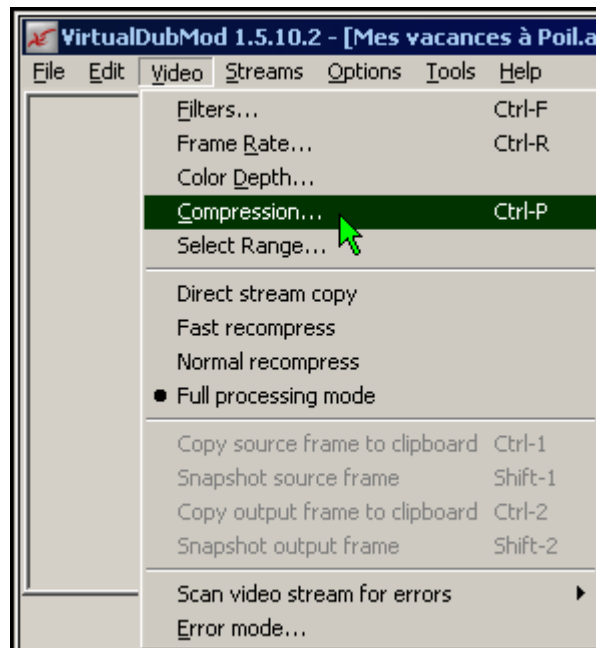 VirtualDubMod 1.5.10.2 - [Mes vacances à Poil.a
File Edit Video Streams Options Tools Help
Filters... Ctrl-F
Frame Rate... Ctrl-R
Color Depth...
Compression... Ctrl-P
Select Range...
Direct stream copy
Fast recompress
Normal recompress
Full processing mode
Copy source frame to clipboard Ctrl-1
Snapshot source frame Shift-1
Copy output frame to clipboard Ctrl-2
Snapshot output frame Shift-2
Scan video stream for errors
Error mode...